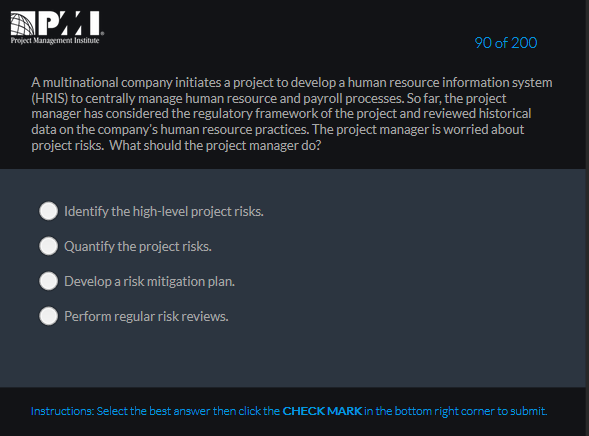 PMI®
Project Management Institute
90 of 200
A multinational company initiates a project to develop a human resource information system
(HRIS) to centrally manage human resource and payroll processes. So far, the project
manager has considered the regulatory framework of the project and reviewed historical
data on the company's human resource practices. The project manager is worried about
project risks.  What should the project manager do?
Identify the high-level project risks.
Quantify the project risks.
Develop a risk mitigation plan.
Perform regular risk reviews.
Instructions: Select the best answer then click the CHECK MARK in the bottom right corner to submit.